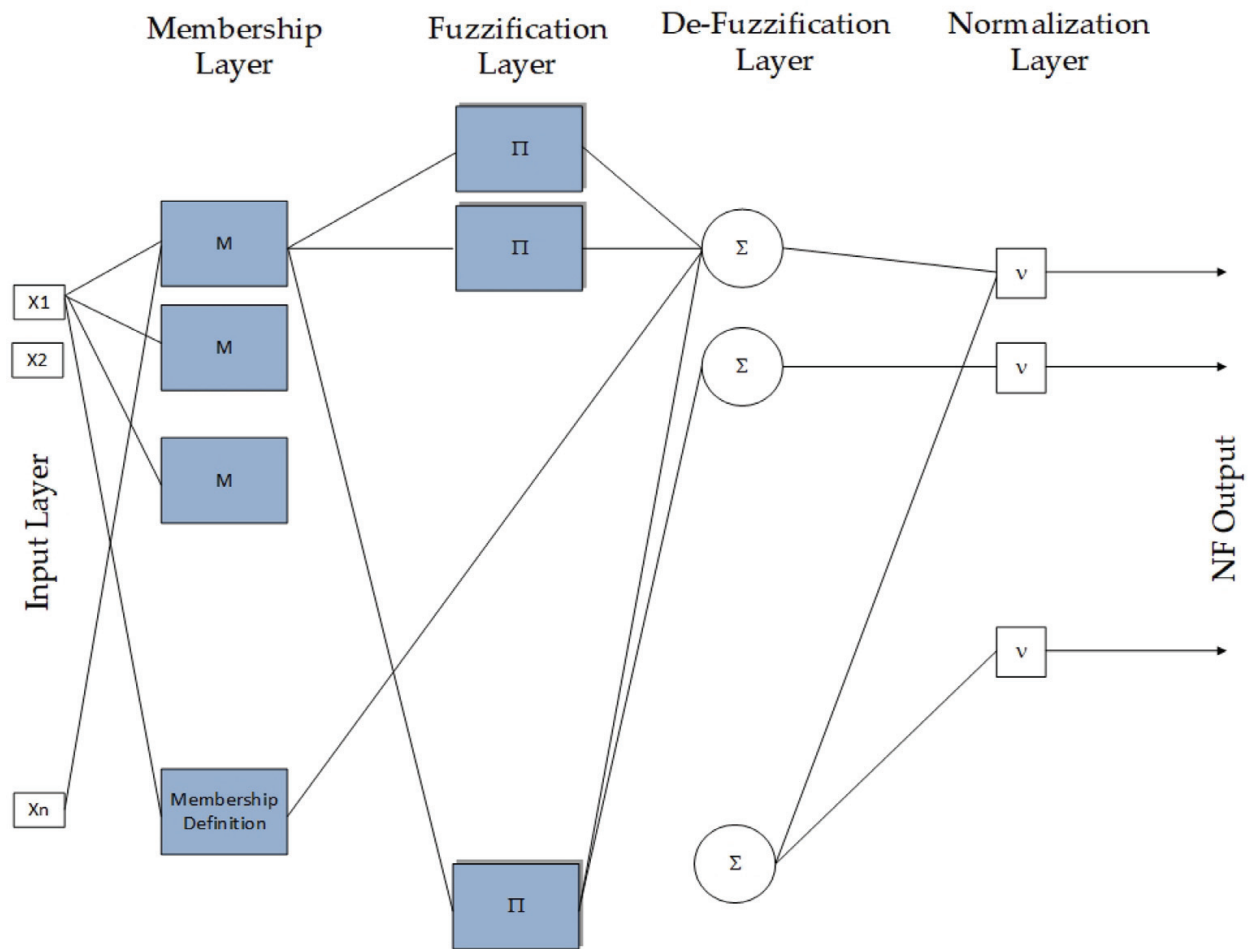 Membership
Layer
Fuzzification
Layer
De-Fuzzification
Layer
Normalization
Layer
Π
Π
M
Σ
ν
X1
M
X2
Σ
ν
M
Input Layer
NF Output
ν
Xn
Membership
Definition
Σ
Π